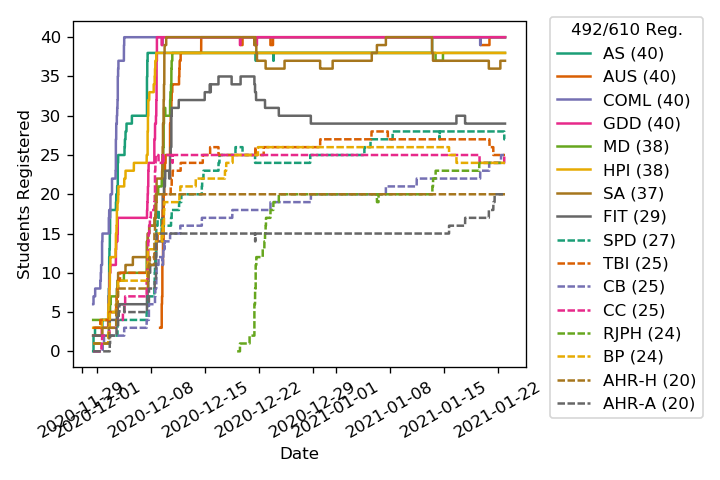 492/610 Reg.
AS (40)
AUS (40)
COML (40)
GDD (40)
MD (38)
HPI (38)
SA (37)
FIT (29)
SPD (27)
TBI (25)
CB (25)
CC (25)
RJPH (24)
BP (24)
AHR-H (20)
AHR-A (20)
Students Registered
40
35
30
25
20
15
10
5
0
2020-11-29
2020-12-01
2020-12-08
2020-12-15
2020-12-22
2020-12-29
2021-01-01
2021-01-08
2021-01-15
2021-01-22
Date